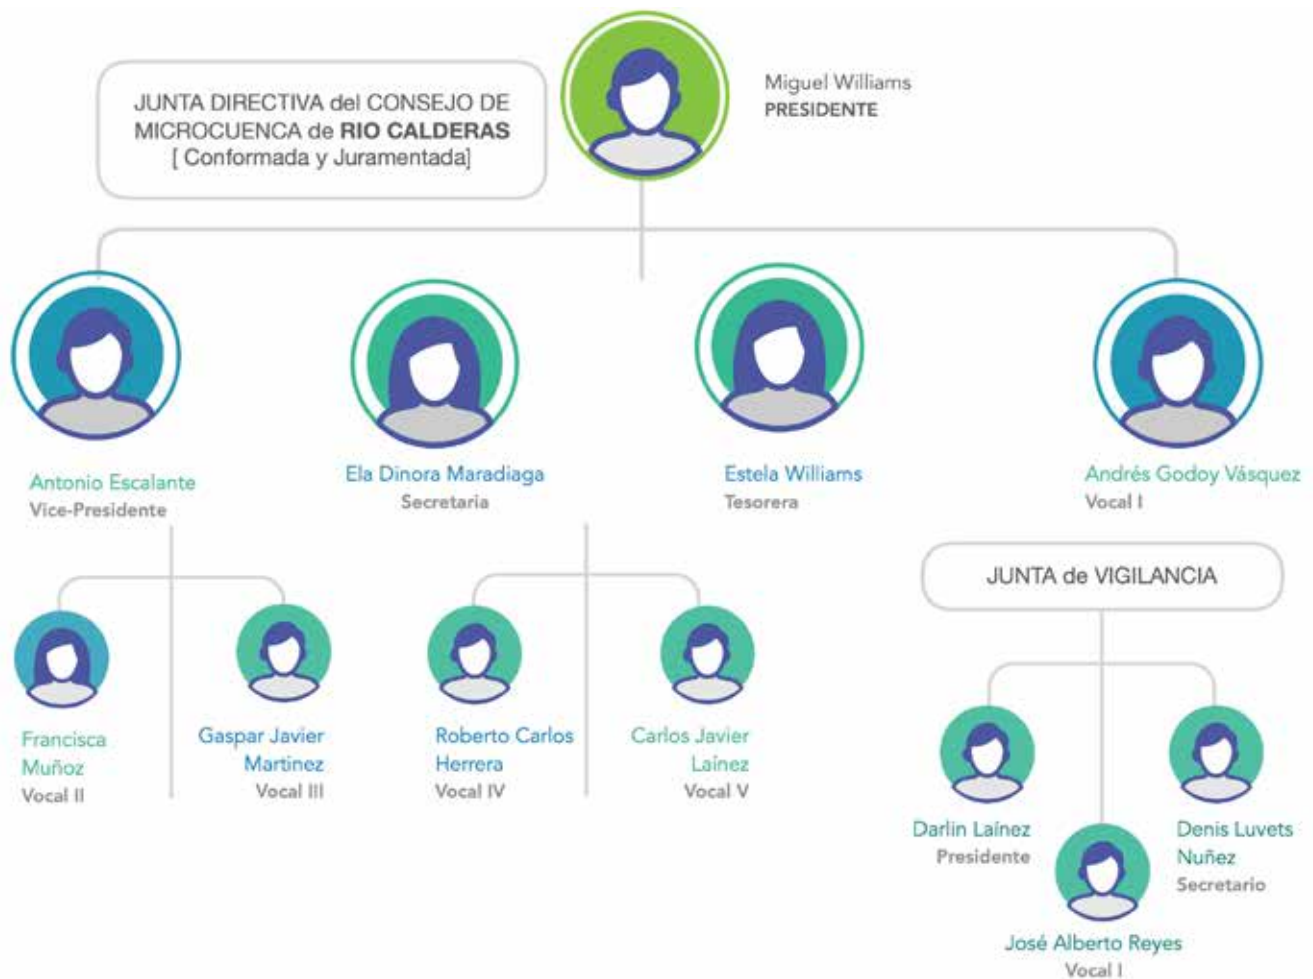 JUNTA DIRECTIVA del CONSEJO DE
MICROCUENCA de RIO CALDERAS
[ Conformada y Juramentada]
Miguel Williams
PRESIDENTE
Antonio Escalante
Vice-Presidente
Ela Dinora Maradiaga
Secretaria
Estela Williams
Tesorera
Andrés Godoy Vásquez
Vocal I
Francisca
Muñoz
Vocal II
Gaspar Javier
Martinez
Vocal III
Roberto Carlos
Herrera
Vocal IV
Carlos Javier
Laínez
Vocal V
JUNTA de VIGILANCIA
Darlin Laínez
Presidente
José Alberto Reyes
Vocal I
Denis Luvets
Nuñez
Secretario